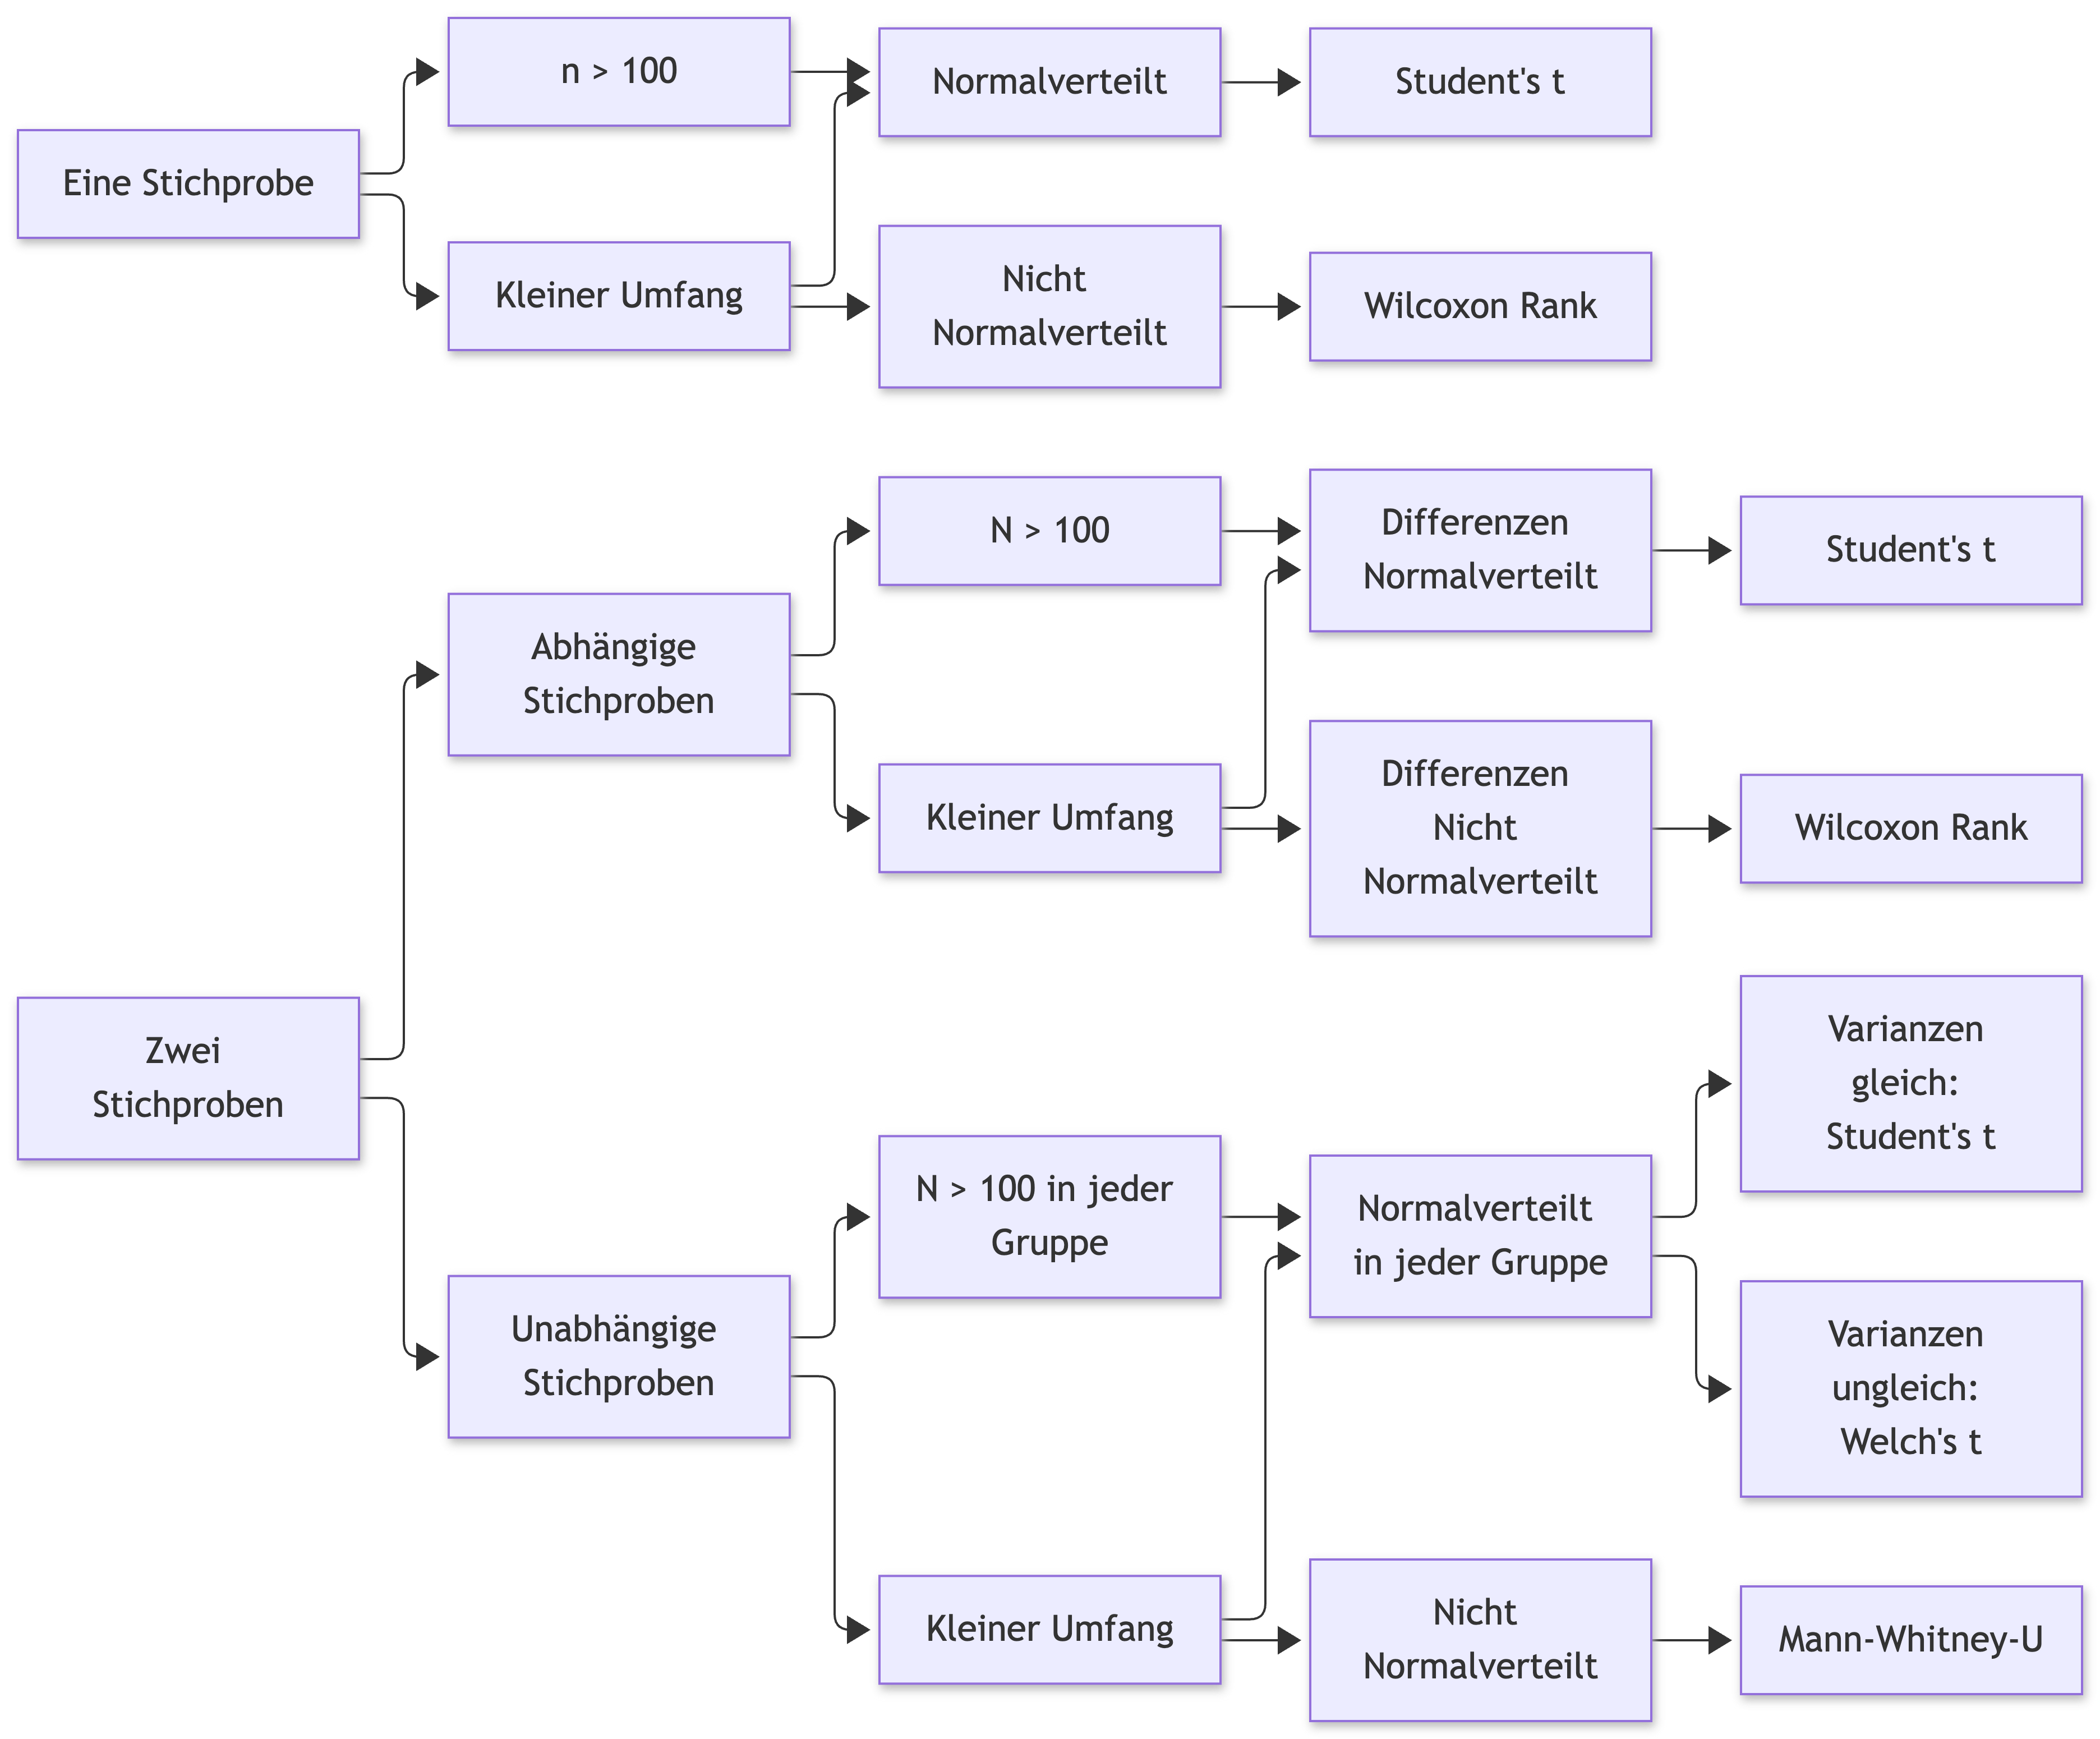 Eine Stichprobe
n > 100
Kleiner Umfang
Normalverteilt
Nicht
Normalverteilt
Student's t
Wilcoxon Rank
Zwei
Stichproben
Abhängige
Stichproben
N > 100
Kleiner Umfang
Differenzen
Normalverteilt
Differenzen
Nicht
Normalverteilt
Student's t
Wilcoxon Rank
Unabhängige
Stichproben
N > 100 in jeder
Gruppe
Kleiner Umfang
Normalverteilt
in jeder Gruppe
Nicht
Normalverteilt
Varianzen
gleich:
Student's t
Varianzen
ungleich:
Welch's t
Mann-Whitney-U